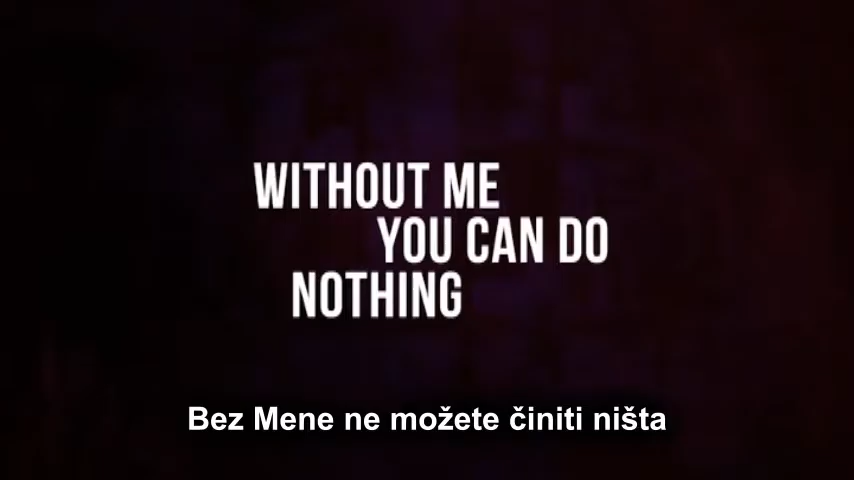 WITHOUT ME
YOU CAN DO
NOTHING
Bez Mene ne možete činiti ništa